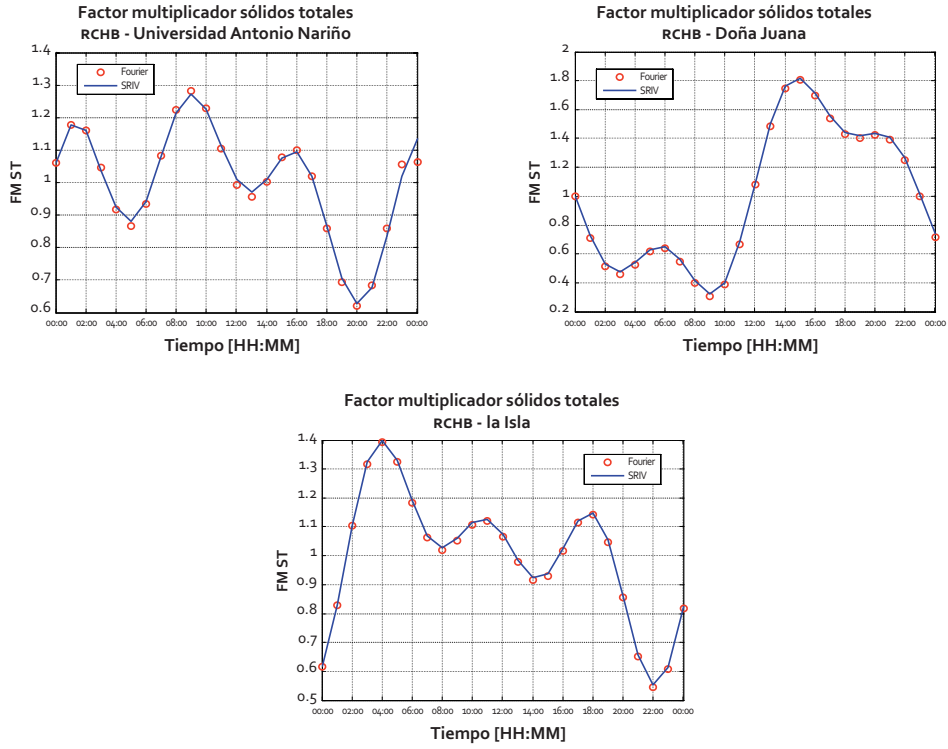 Factor multiplicador sólidos totales
RCHB - Universidad Antonio Nariño
1.4
1.3
1.2
1.1
1
0.9
0.8
0.7
0.6
FM ST
Fourier
SRIV
00:00 02:00 04:00 06:00 08:00 10:00 12:00 14:00 16:00 18:00 20:00 22:00 00:00
Tiempo [HH:MM]
Factor multiplicador sólidos totales
RCHB - Doña Juana
2
1.8
1.6
1.4
1.2
1
0.8
0.6
0.4
0.2
FM ST
Fourier
SRIV
00:00 02:00 04:00 06:00 08:00 10:00 12:00 14:00 16:00 18:00 20:00 22:00 00:00
Tiempo [HH:MM]
Factor multiplicador sólidos totales
RCHB - la Isla
1.4
1.3
1.2
1.1
1
0.9
0.8
0.7
0.6
0.5
FM ST
Fourier
SRIV
00:00 02:00 04:00 06:00 08:00 10:00 12:00 14:00 16:00 18:00 20:00 22:00 00:00
Tiempo [HH:MM]